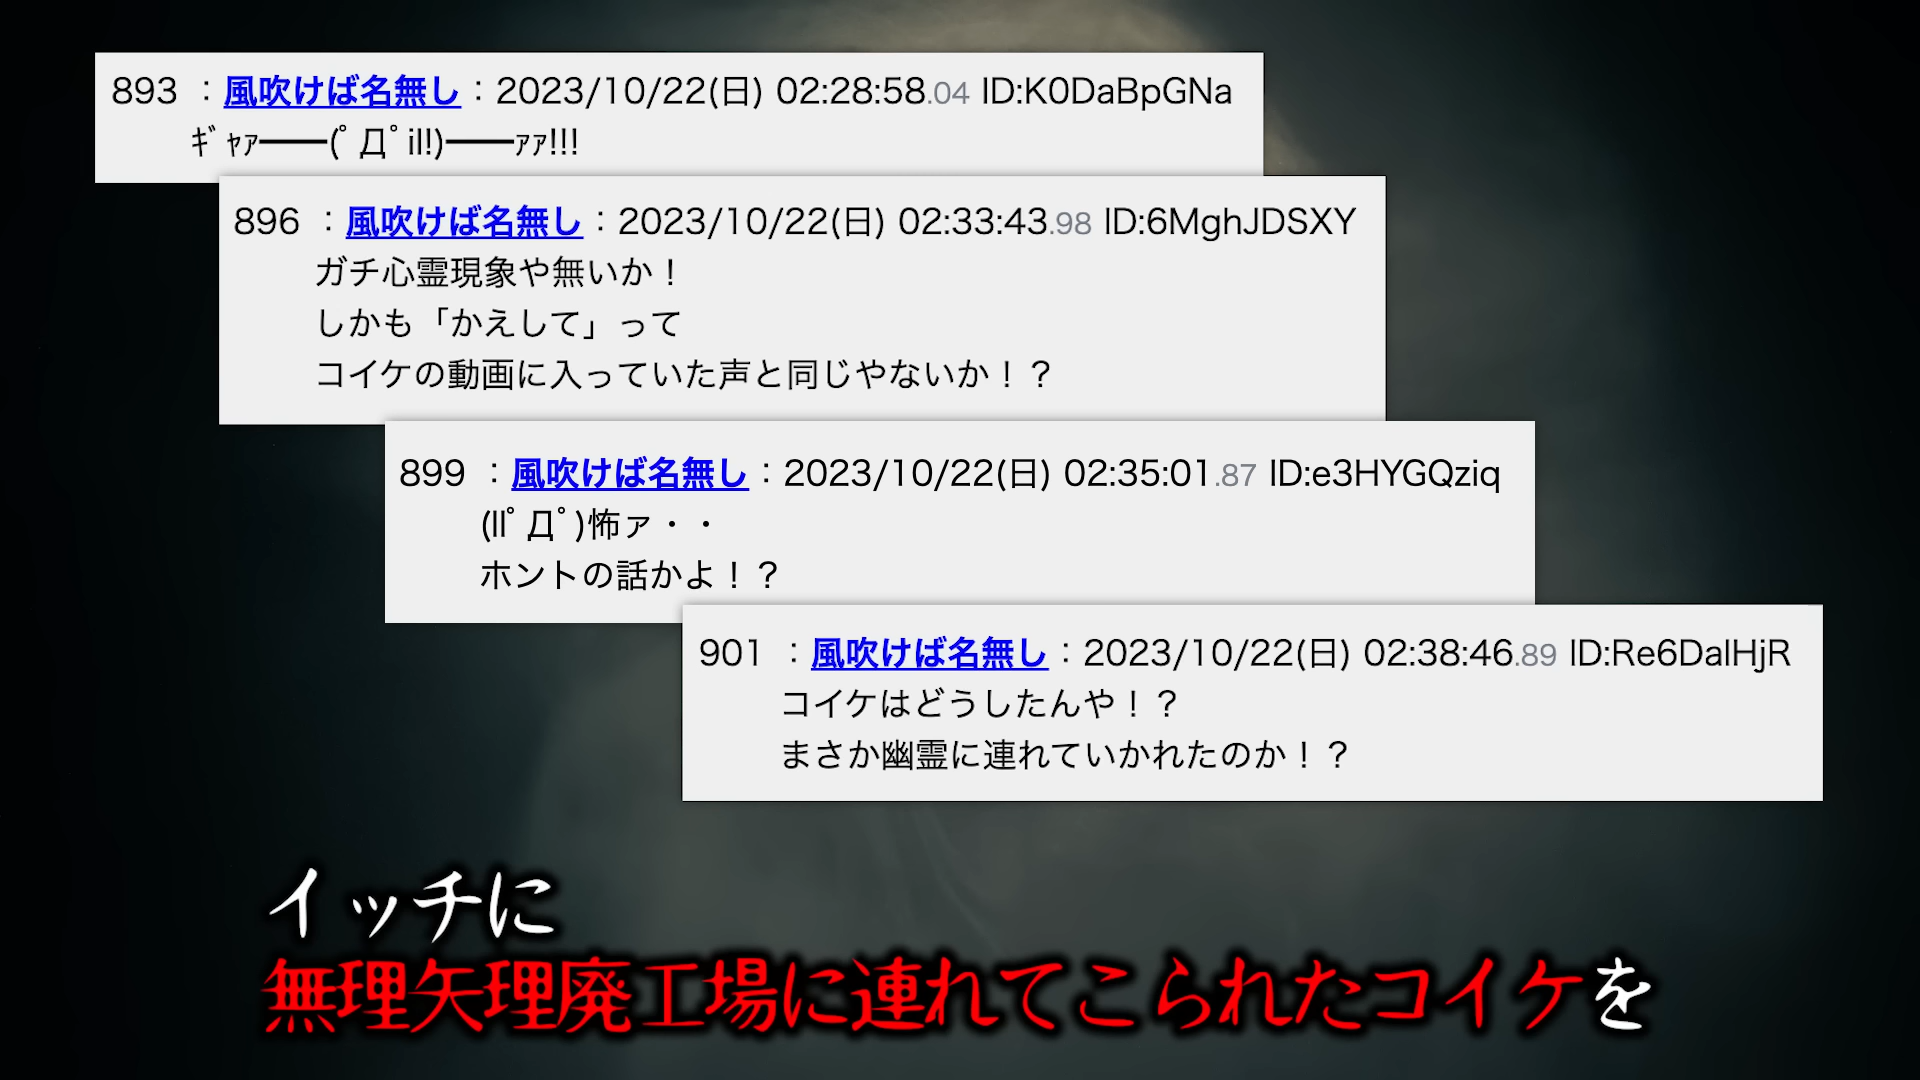 893 ：風吹けば名無し：2023/10/22(日) 02:28:58.04 ID:K0DaBpGNa
ｷﾞｬｧ━━(ﾟДﾟil!)━━ｧｧ!!!
896 ：風吹けば名無し：2023/10/22(日) 02:33:43.98 ID:6MghJDSXY
ガチ心霊現象や無いか！
しかも「かえして」って
コイケの動画に入っていた声と同じやないか！？
899 ：風吹けば名無し：2023/10/22(日) 02:35:01.87 ID:e3HYGQziq
(llﾟДﾟ)怖ァ・・
ホントの話かよ！？
901 ：風吹けば名無し：2023/10/22(日) 02:38:46.89 ID:Re6DalHjR
コイケはどうしたんや！？
まさか幽霊に連れていかれたのか！？
イッチに
無理矢理廃工場に連れてこられたコイケを